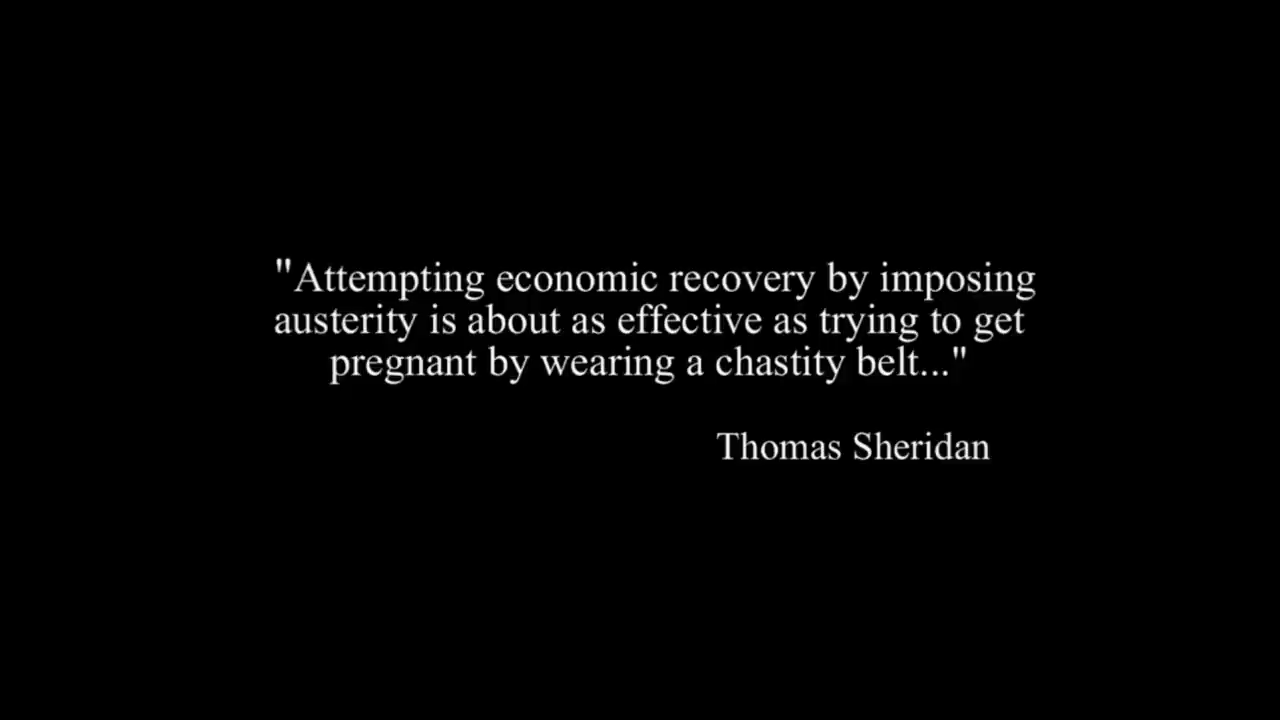 "Attempting economic recovery by imposing
austerity is about as effective as trying to get
pregnant by wearing a chastity belt..."
Thomas Sheridan